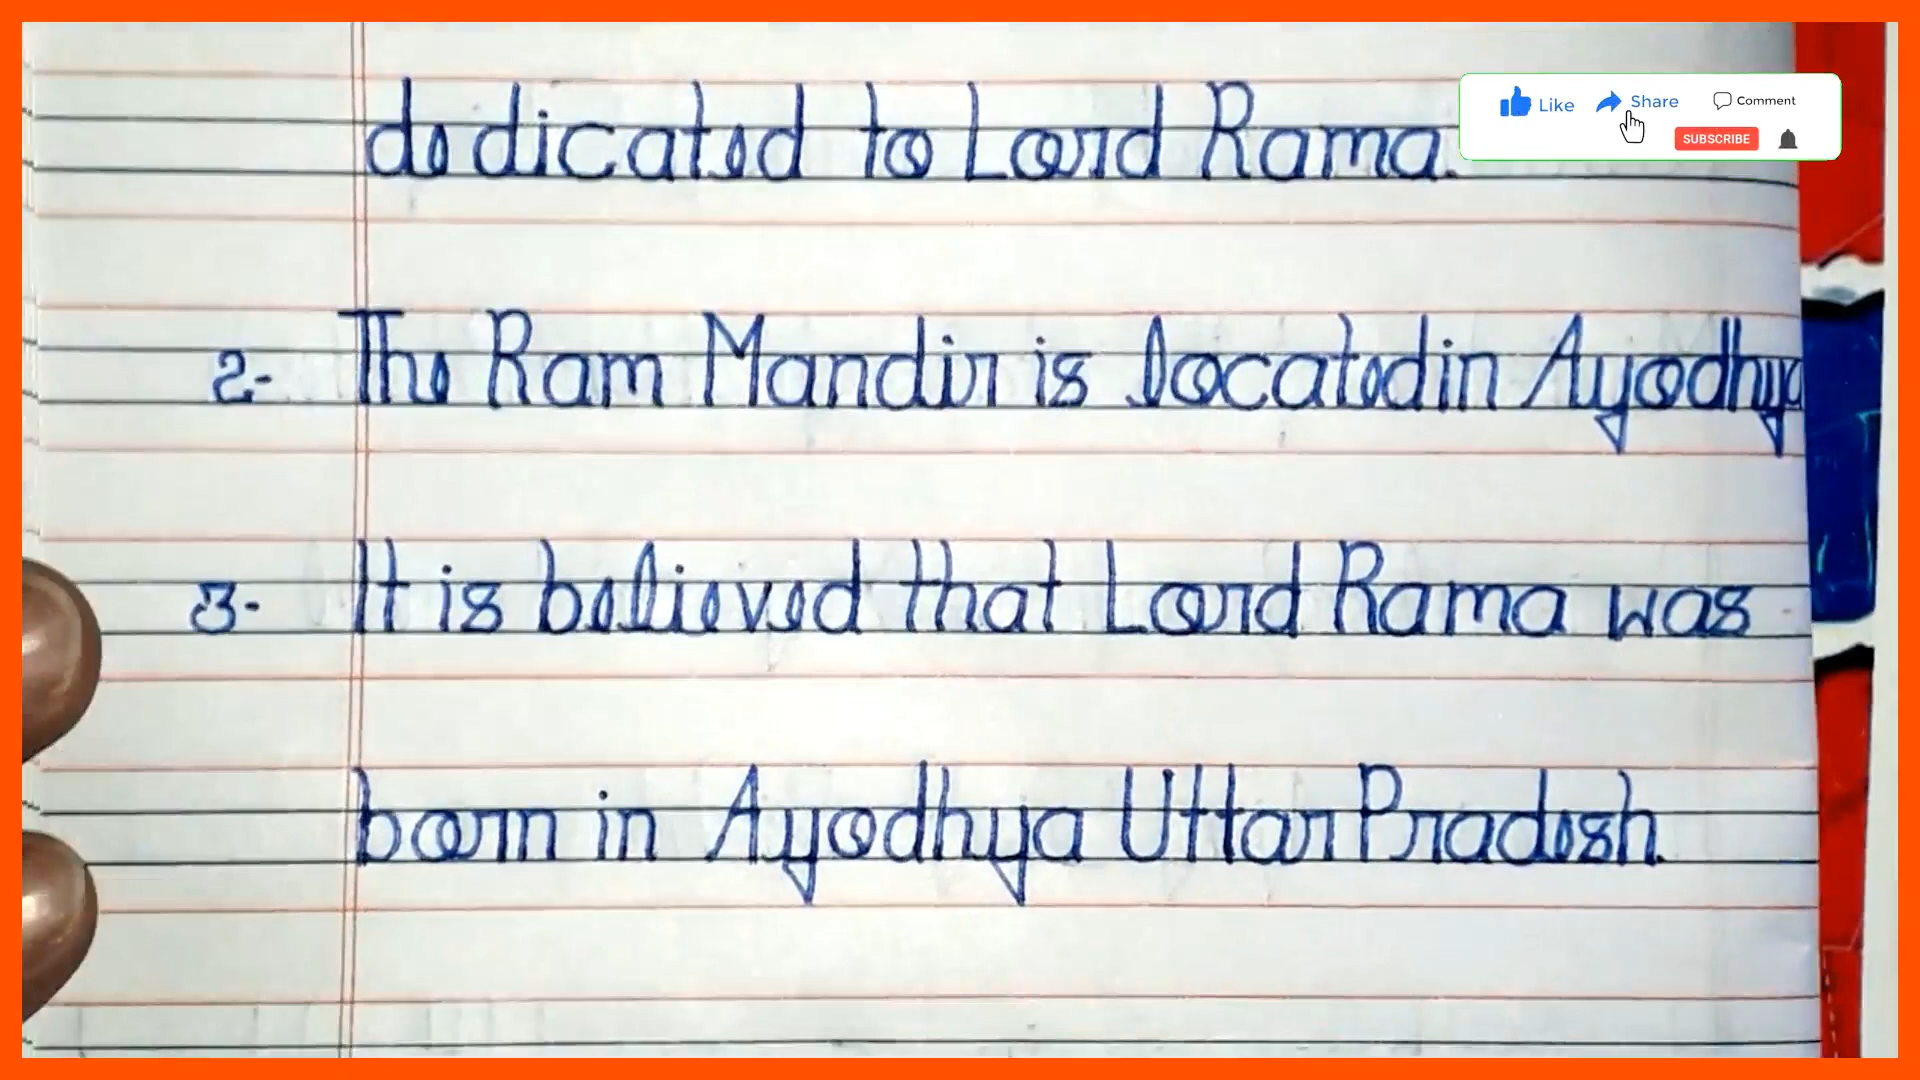 dedicated to Lord Rama.
Like Share Comment
SUBSCRIBE
2- The Ram Mandir is located in Ayodhya
3- It is believed that Lord Rama was
born in Ayodhya Uttar Pradesh.